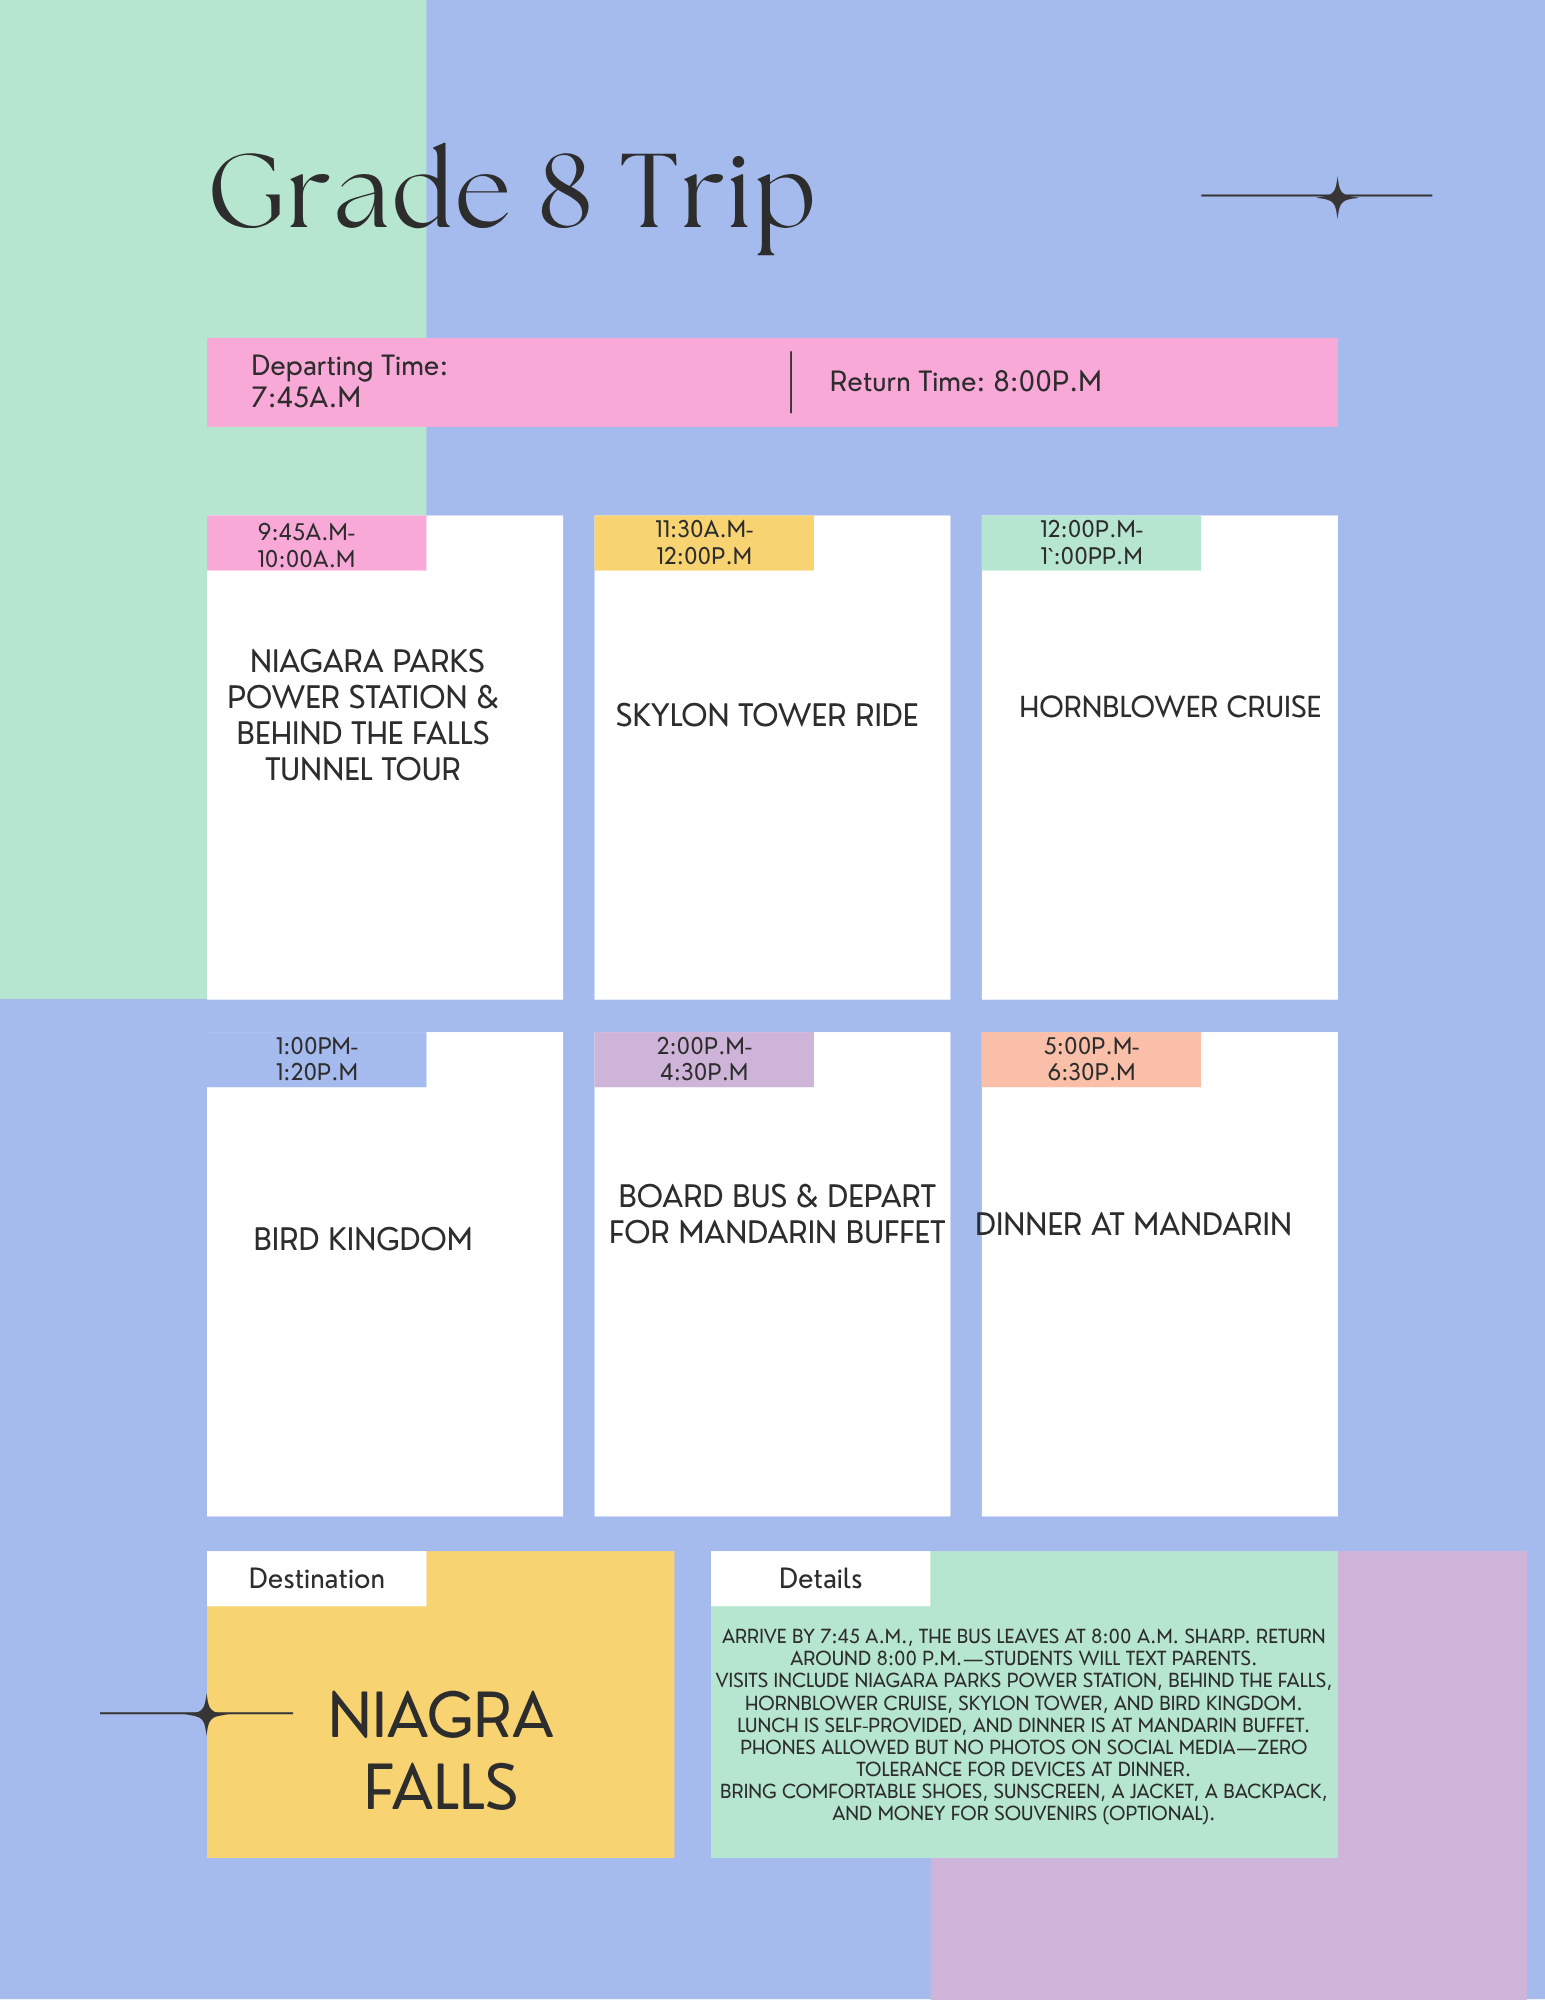 Grade 8 Trip
Departing Time:
7:45A.M
Return Time: 8:00P.M
9:45A.M-
10:00A.M
NIAGARA PARKS
POWER STATION &
BEHIND THE FALLS
TUNNEL TOUR
11:30A.M-
12:00P.M
SKYLON TOWER RIDE
12:00P.M-
1`:00PP.M
HORNBLOWER CRUISE
1:00PM-
1:20P.M
BIRD KINGDOM
2:00P.M-
4:30P.M
BOARD BUS & DEPART
FOR MANDARIN BUFFET
5:00P.M-
6:30P.M
DINNER AT MANDARIN
Destination
NIAGRA
FALLS
Details
ARRIVE BY 7:45 A.M., THE BUS LEAVES AT 8:00 A.M. SHARP. RETURN
AROUND 8:00 P.M.—STUDENTS WILL TEXT PARENTS.
VISITS INCLUDE NIAGARA PARKS POWER STATION, BEHIND THE FALLS,
HORNBLOWER CRUISE, SKYLON TOWER, AND BIRD KINGDOM.
LUNCH IS SELF-PROVIDED, AND DINNER IS AT MANDARIN BUFFET.
PHONES ALLOWED BUT NO PHOTOS ON SOCIAL MEDIA—ZERO
TOLERANCE FOR DEVICES AT DINNER.
BRING COMFORTABLE SHOES, SUNSCREEN, A JACKET, A BACKPACK,
AND MONEY FOR SOUVENIRS (OPTIONAL).